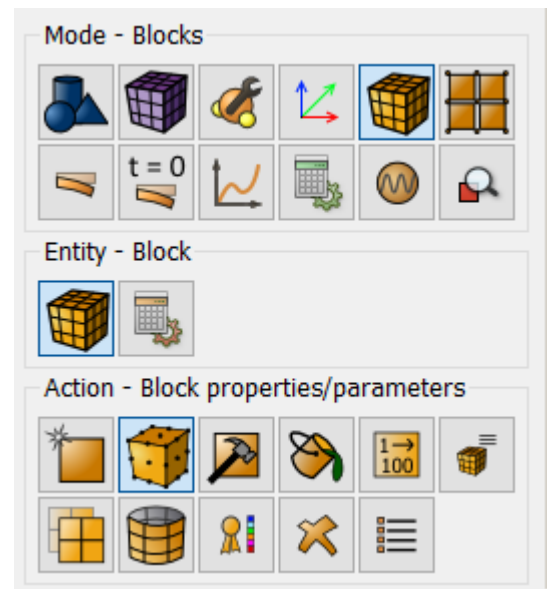 Mode - Blocks
t = 0
Entity - Block
Action - Block properties/parameters
1→
100